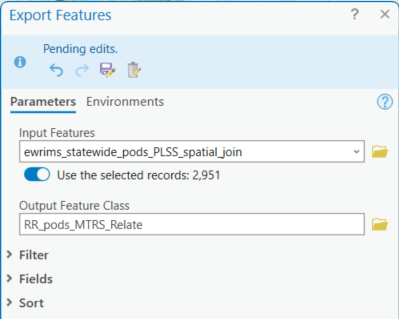 Export Features
Pending edits.
Parameters Environments
Input Features
ewrims_statewide_pods_PLSS_spatial_join
Use the selected records: 2,951
Output Feature Class
RR_pods_MTRS_Relate
Filter
Fields
Sort